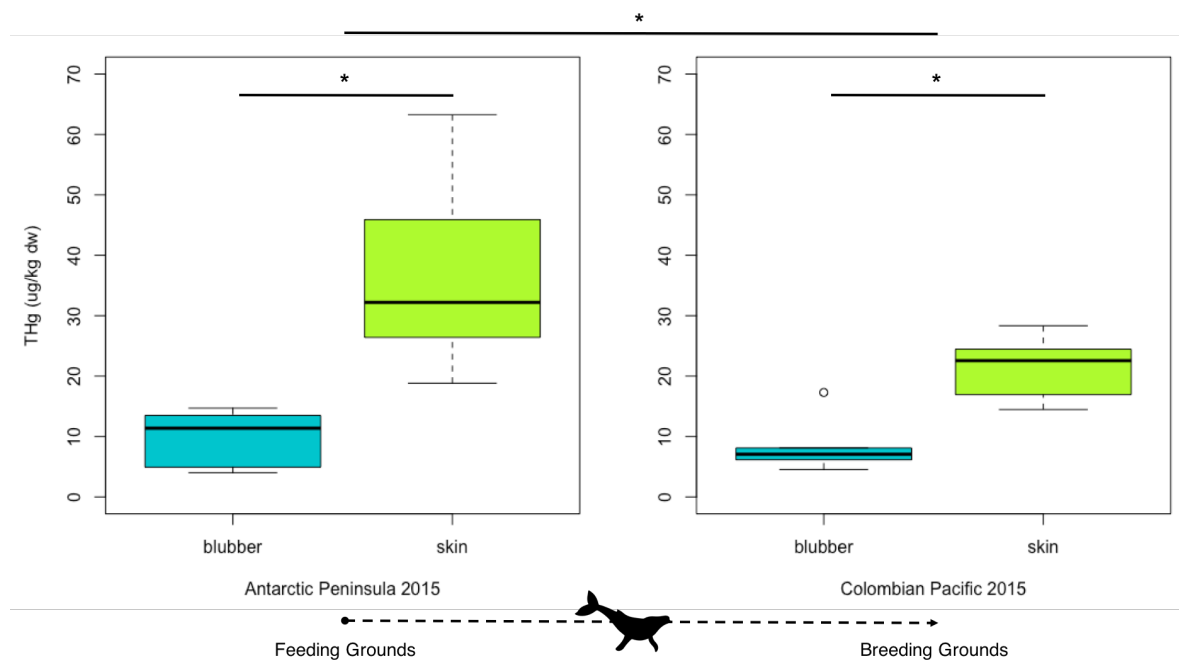 *
*
*
THg (ug/kg dw)
70
60
50
40
30
20
10
0
70
60
50
40
30
20
10
0
blubber
skin
blubber
skin
Antarctic Peninsula 2015
Colombian Pacific 2015
Feeding Grounds
Breeding Grounds